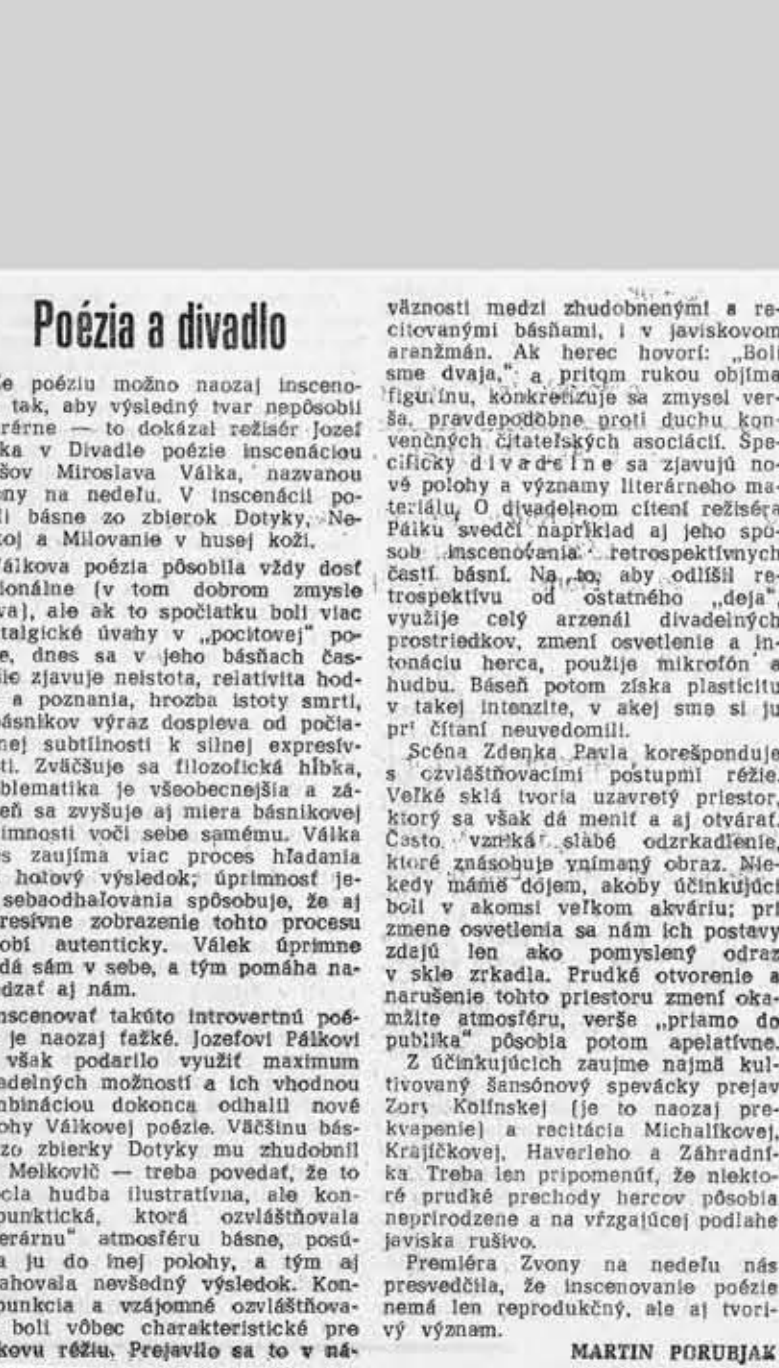 Poézia a divadlo
e poéziu možno naozaj insceno-
tak, aby výsledný tvar nepôsobil
rárne — to dokázal režisér Jozef
ka v Divadle poézie inscenáciou
šov Miroslava Válka, nazvanou
ny na nedeľu. V inscenácii po-
li básne zo zbierok Dotyky, Ne-
koj a Milovanie v husej koži.
álkova poézia pôsobila vždy dosť
ionálne (v tom dobrom zmysle
va), ale ak to spočiatku boli viac
talgické úvahy v „pocitovej" po-
e, dnes sa v jeho básňach čas-
ie zjavuje neistota, relativita hod-
a poznania, hrozba istoty smrti,
básnikov výraz dospieva od počia-
nej subtílnosti k silnej expresív-
ti. Zväčšuje sa filozofická hĺbka,
blematika je všeobecnejšia a zá-
eň sa zvyšuje aj miera básnikovej
imnosti voči sebe samému. Válka
s zaujíma viac proces hľadania
hotový výsledok; úprimnosť je-
sebaodhaľovania spôsobuje, že aj
resívne zobrazenie tohto procesu
obí autenticky. Válek úprimne
dá sám v sebe, a tým pomáha na-
dzať aj nám.
nscenovať takúto introvertnú poé-
je naozaj ťažké. Jozefovi Pálkovi
však podarilo využiť maximum
adelných možností a ich vhodnou
mbináciou dokonca odhalil nové
ohy Válkovej poézie. Väčšinu bás-
zo zbierky Dotyky mu zhudobnil
Melkovič — treba povedať, že to
ola hudba ilustratívna, ale kon-
punktická, ktorá ozvláštňovala
erárnu" atmosféru básne, posú-
a ju do inej polohy, a tým aj
ahovala nevšedný výsledok. Kon-
punkcia a vzájomné ozvláštňova-
boli vôbec charakteristické pre
kovu réžiu. Prejavilo sa to v ná-
väznosti medzi zhudobnenými a re-
citovanými básňami, i v javiskovom
aranžmán. Ak herec hovorí: „Boli
sme dvaja," a pritom rukou objíma
figurínu, konkretizuje sa zmysel ver-
ša, pravdepodobne proti duchu kon-
venčných čitateľských asociácií. Špe-
cificky divadelne sa zjavujú no-
vé polohy a významy literárneho ma-
teriálu. O divadelnom cítení režiséra
Pálku svedčí napríklad aj jeho spô-
sob inscenovania retrospektívnych
častí básní. Na to, aby odlíšil re-
trospektívu od ostatného „deja",
využije celý arzenál divadelných
prostriedkov, zmení osvetlenie a in-
tonáciu herca, použije mikrofón a
hudbu. Báseň potom získa plasticitu
v takej intenzite, v akej sme si ju
pri čítaní neuvedomili.
Scéna Zdenka Pavla korešponduje
s ozvláštňovacími postupmi réžie.
Veľké sklá tvoria uzavretý priestor,
ktorý sa však dá meniť a aj otvárať.
Často vzniká slabé odzrkadlenie,
ktoré znásobuje vnímaný obraz. Nie-
kedy máme dojem, akoby účinkujúci
boli v akomsi veľkom akváriu; pri
zmene osvetlenia sa nám ich postavy
zdajú len ako pomyslený odraz
v skle zrkadla. Prudké otvorenie a
narušenie tohto priestoru zmení oka-
mžite atmosféru, verše „priamo do
publika" pôsobia potom apelatívne.
Z účinkujúcich zaujme najmä kul-
tivovaný šansónový spevácky prejav
Zory Kolínskej (je to naozaj pre-
kvapenie) a recitácia Michalíkovej,
Krajíčkovej, Haverleho a Záhradní-
ka. Treba len pripomenúť, že niekto-
ré prudké prechody hercov pôsobia
neprirodzene a na vŕzgajúcej podlahe
javiska rušivo.
Premiéra Zvony na nedeľu nás
presvedčila, že inscenovanie poézie
nemá len reprodukčný, ale aj tvori-
vý význam.
MARTIN PORUBJAK